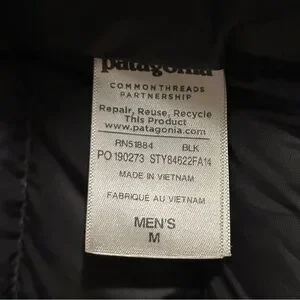 patagonia
COMMONTHREADS
PARTNERSHIP
Repair, Reuse, Recycle
This Product
www.patagonia.com
RN51884 BLK
PO 190273 STY84622FA14
MADE IN VIETNAM
FABRIQUÉ AU VIETNAM
MEN'S
M